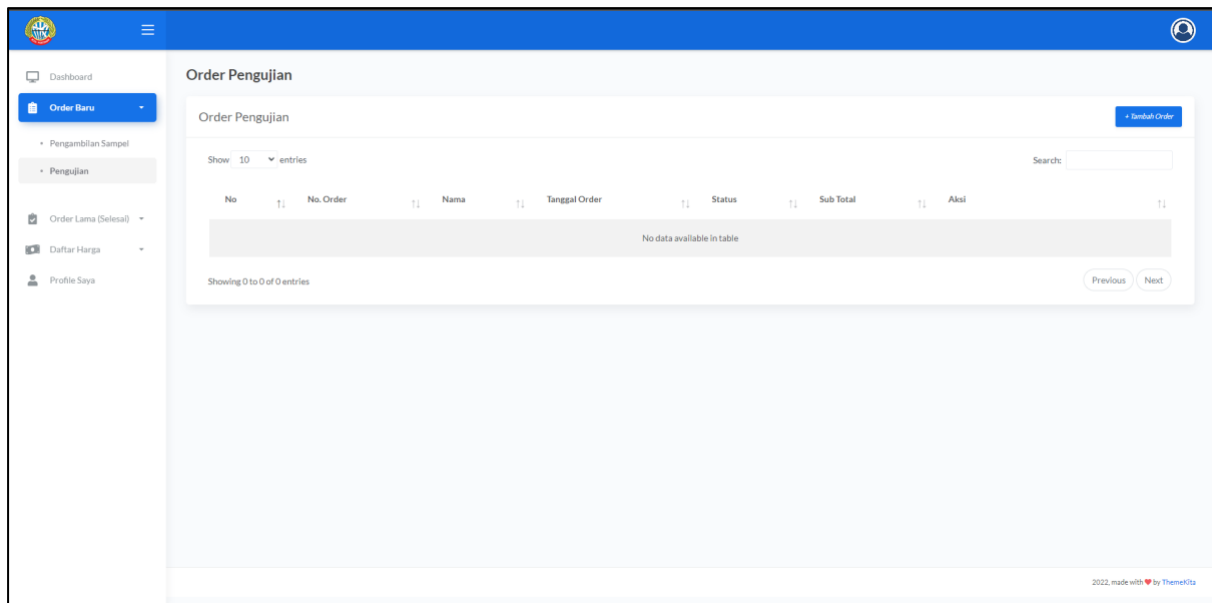 Dashboard
Order Baru
Pengambilan Sampel
Pengujian
Order Lama (Selesai)
Daftar Harga
Profile Saya
Order Pengujian
Order Pengujian
+ Tambah Order
Show 10 entries
Search:
No No. Order Nama Tanggal Order Status Sub Total Aksi
No data available in table
Showing 0 to 0 of 0 entries
Previous Next
2022, made with ❤ by ThemeKita